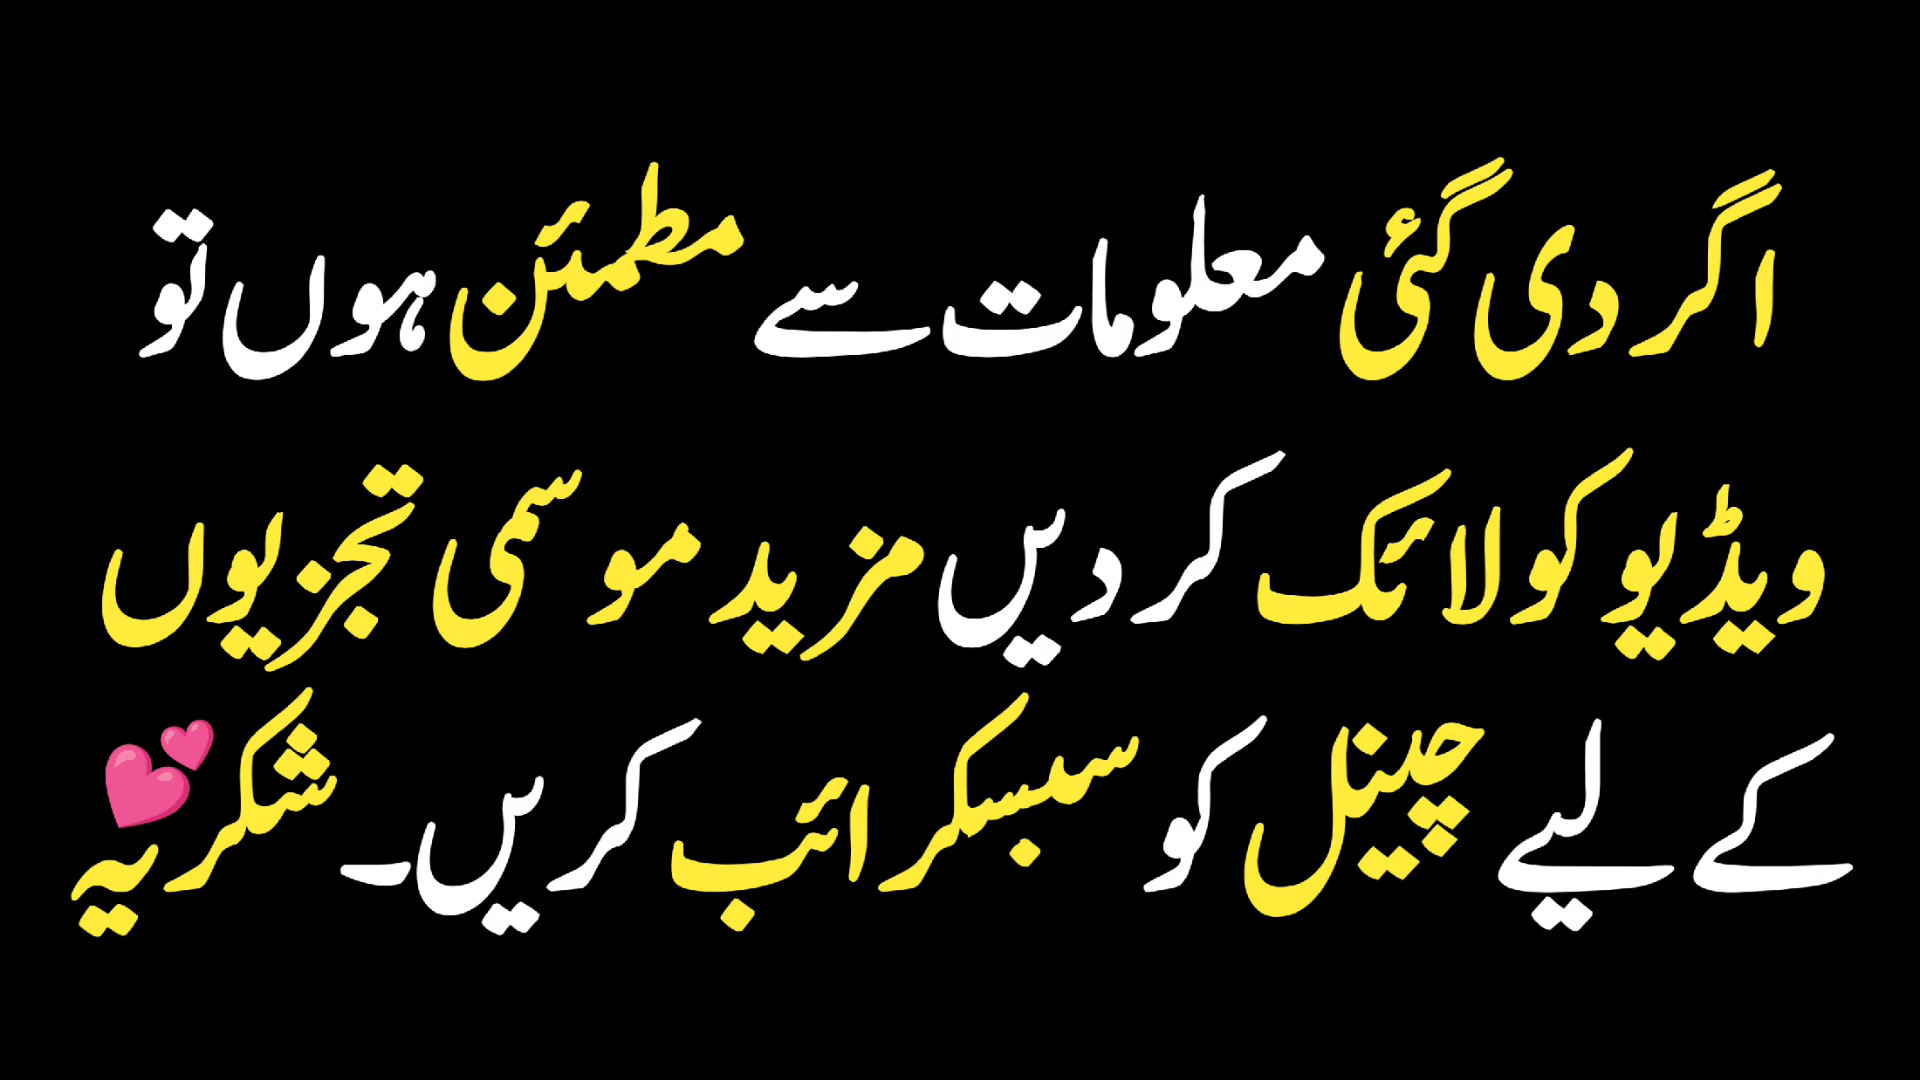 اگر دی گئی معلومات سے مطمئن ہوں تو
ویڈیو کو لائک کر دیں مزید موسمی تجزیوں
کے لیے چینل کو سبسکرائب کریں۔ شکریہ 💕